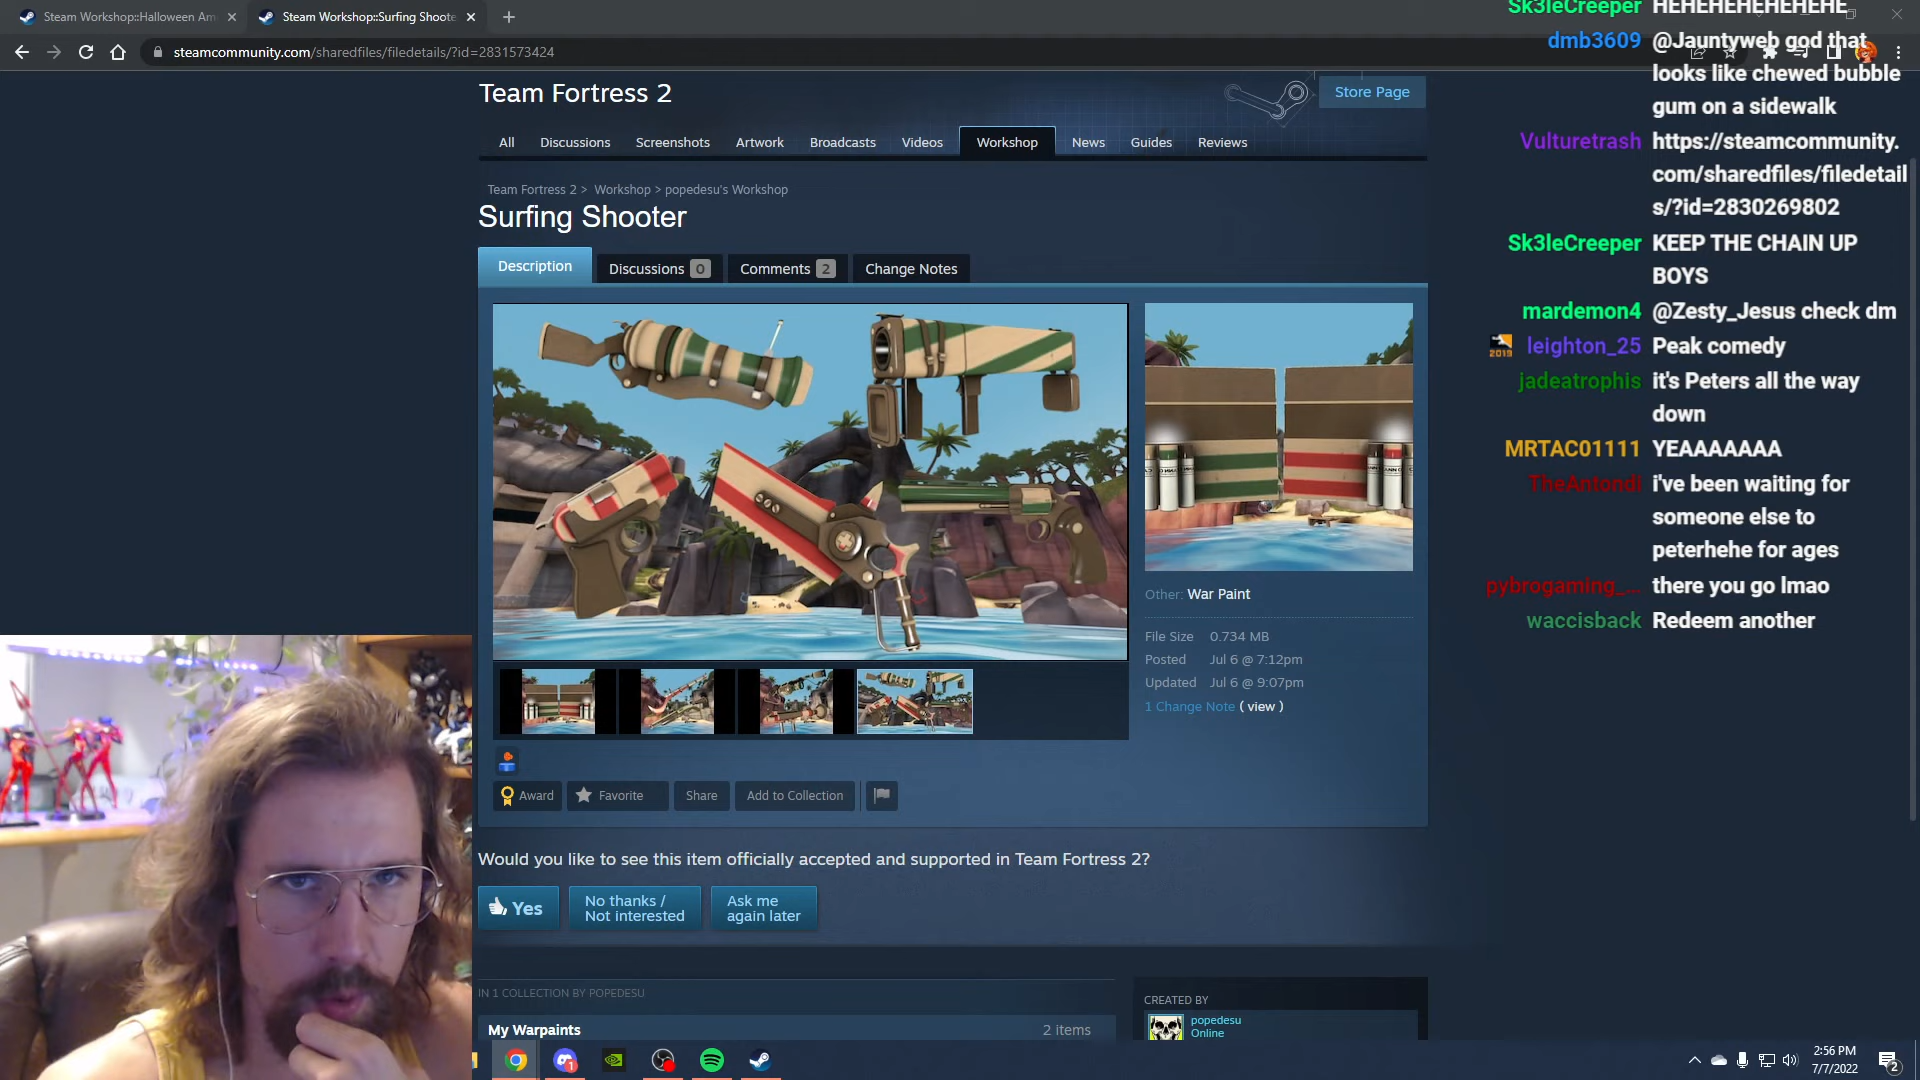 Steam Workshop::Halloween Am
Steam Workshop::Surfing Shoote
steamcommunity.com/sharedfiles/filedetails/?id=2831573424
Team Fortress 2
Store Page
All
Discussions
Screenshots
Artwork
Broadcasts
Videos
Workshop
News
Guides
Reviews
Team Fortress 2 > Workshop > popedesu's Workshop
Surfing Shooter
Description
Discussions 0
Comments 2
Change Notes
Other: War Paint
File Size 0.734 MB
Posted Jul 6 @ 7:12pm
Updated Jul 6 @ 9:07pm
1 Change Note ( view )
Award
Favorite
Share
Add to Collection
Would you like to see this item officially accepted and supported in Team Fortress 2?
Yes
No thanks /
Not interested
Ask me
again later
IN 1 COLLECTION BY POPEDESU
My Warpaints
2 items
CREATED BY
popedesu
Online
Sk3leCreeper HEHEHEHEHEHEHE
dmb3609 @Jauntyweb god that
looks like chewed bubble
gum on a sidewalk
Vulturetrash https://steamcommunity.
com/sharedfiles/filedetail
s/?id=2830269802
Sk3leCreeper KEEP THE CHAIN UP
BOYS
mardemon4 @Zesty_Jesus check dm
2019 leighton_25 Peak comedy
jadeatrophis it's Peters all the way
down
MRTAC01111 YEAAAAAAA
TheAntondi i've been waiting for
someone else to
peterhehe for ages
pybrogaming_... there you go lmao
waccisback Redeem another
1
2:56 PM
7/7/2022
2